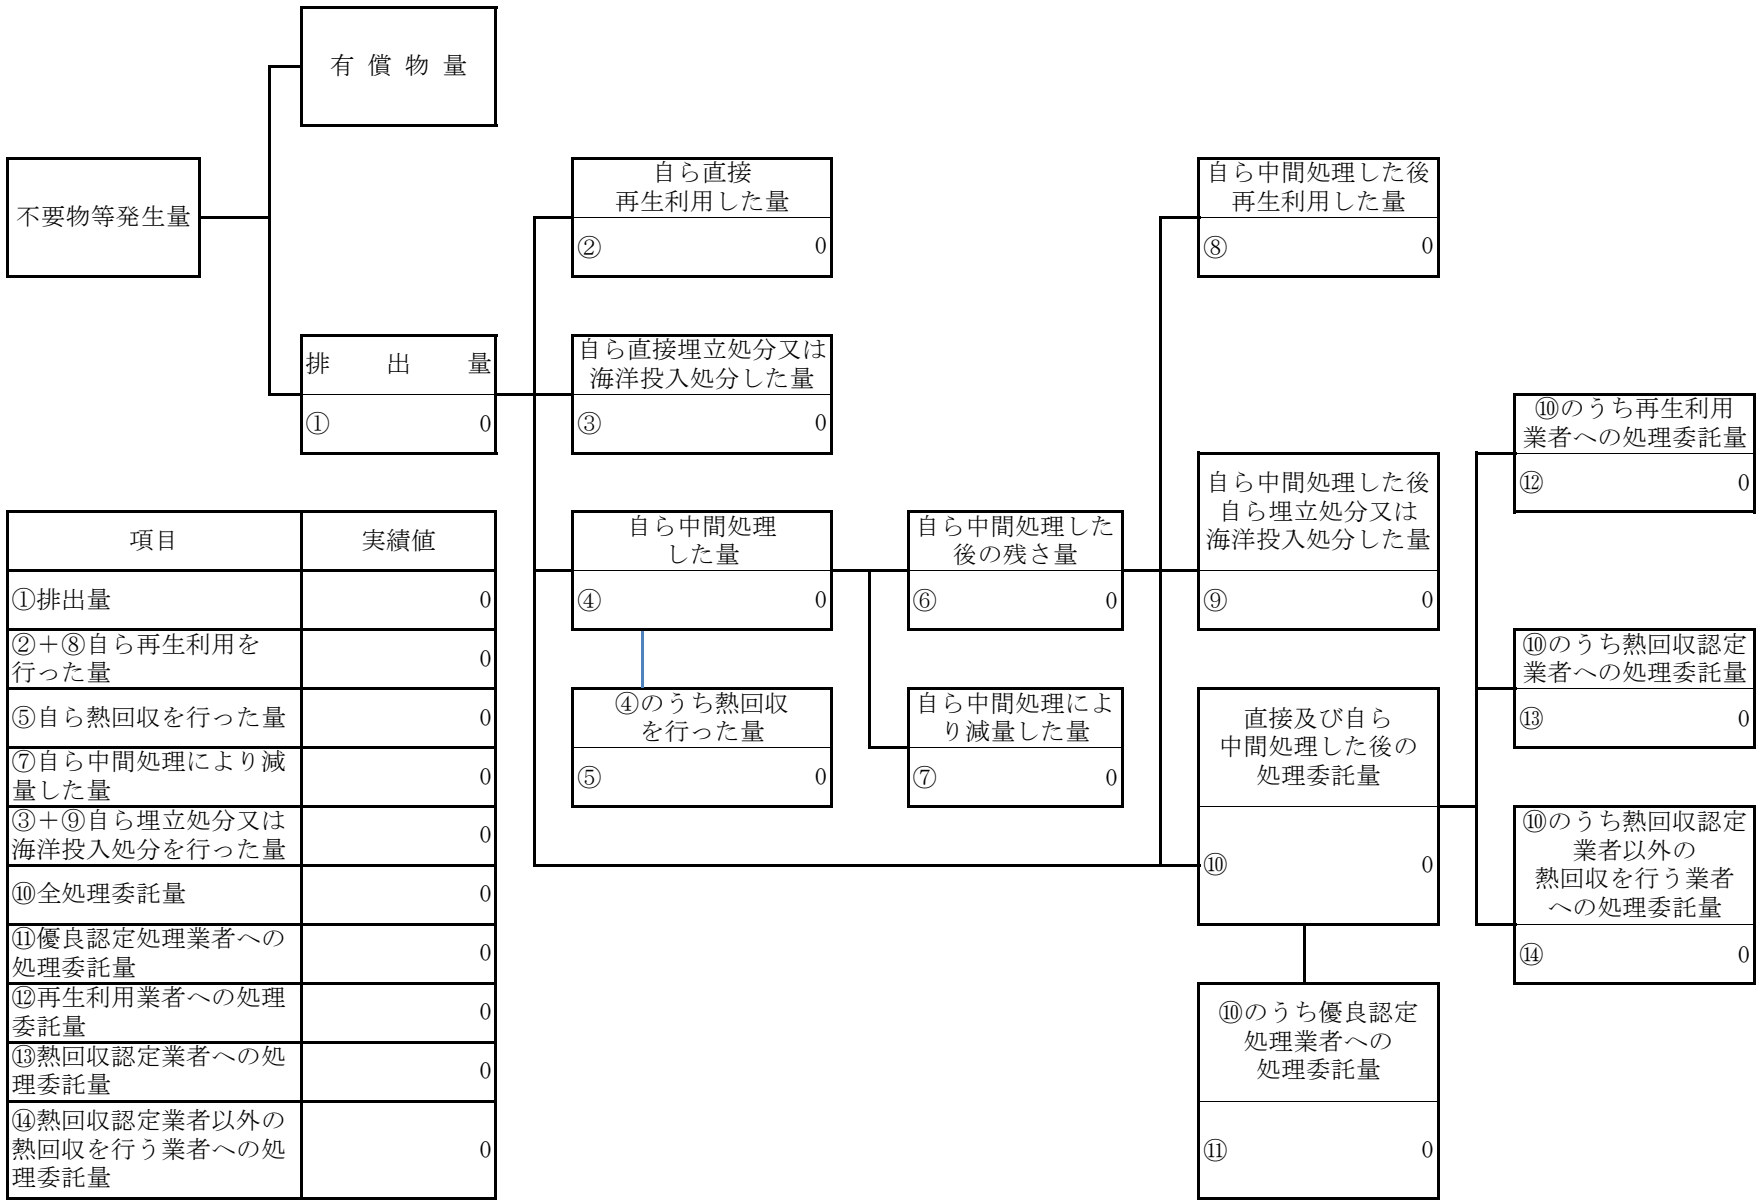 有償物量
不要物等発生量
排出量
① 0
自ら直接
再生利用した量
② 0
自ら直接埋立処分又は
海洋投入処分した量
③ 0
自ら中間処理
した量
④ 0
④のうち熱回収
を行った量
⑤ 0
自ら中間処理した
後の残さ量
⑥ 0
自ら中間処理によ
り減量した量
⑦ 0
自ら中間処理した後
再生利用した量
⑧ 0
自ら中間処理した後
自ら埋立処分又は
海洋投入処分した量
⑨ 0
直接及び自ら
中間処理した後の
処理委託量
⑩ 0
⑩のうち優良認定
処理業者への
処理委託量
⑪ 0
⑩のうち再生利用
業者への処理委託量
⑫ 0
⑩のうち熱回収認定
業者への処理委託量
⑬ 0
⑩のうち熱回収認定
業者以外の
熱回収を行う業者
への処理委託量
⑭ 0
項目 実績値
①排出量 0
②+⑧自ら再生利用を
行った量 0
⑤自ら熱回収を行った量 0
⑦自ら中間処理により減
量した量 0
③+⑨自ら埋立処分又は
海洋投入処分を行った量 0
⑩全処理委託量 0
⑪優良認定処理業者への
処理委託量 0
⑫再生利用業者への処理
委託量 0
⑬熱回収認定業者への処
理委託量 0
⑭熱回収認定業者以外の
熱回収を行う業者への処
理委託量 0